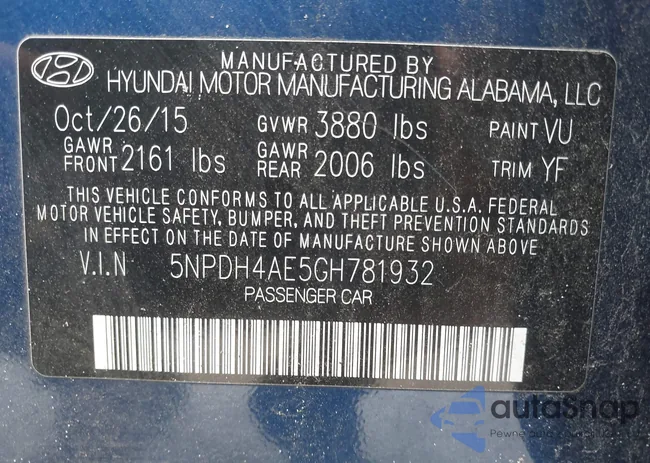 MANUFACTURED BY
HYUNDAI MOTOR MANUFACTURING ALABAMA, LLC
Oct/26/15 GVWR 3880 lbs PAINT VU
GAWR FRONT 2161 lbs GAWR REAR 2006 lbs TRIM YF
THIS VEHICLE CONFORMS TO ALL APPLICABLE U.S.A. FEDERAL
MOTOR VEHICLE SAFETY, BUMPER, AND THEFT PREVENTION STANDARDS
IN EFFECT ON THE DATE OF MANUFACTURE SHOWN ABOVE.
V.I.N 5NPDH4AE5GH781932
PASSENGER CAR
autoSnap
Pewne auto